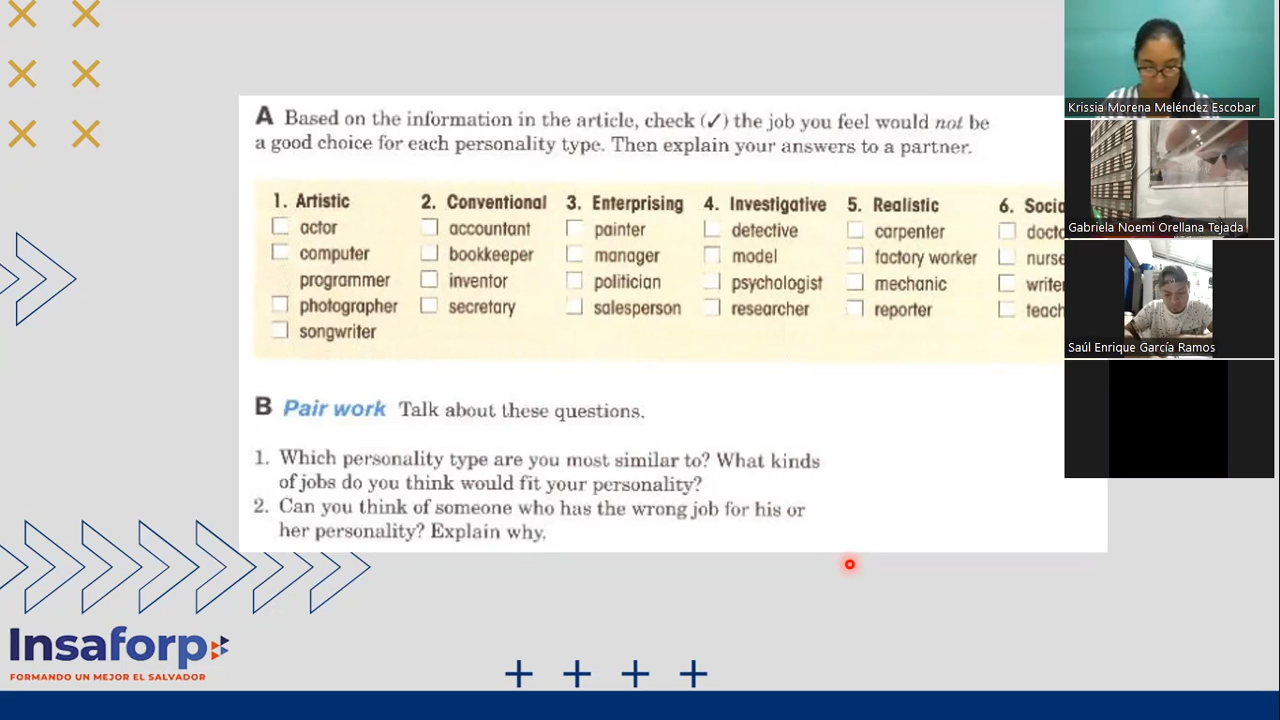 A Based on the information in the article, check (✓) the job you feel would not be
a good choice for each personality type. Then explain your answers to a partner.
1. Artistic
actor
computer
programmer
photographer
songwriter
2. Conventional
accountant
bookkeeper
inventor
secretary
3. Enterprising
painter
manager
politician
salesperson
4. Investigative
detective
model
psychologist
researcher
5. Realistic
carpenter
factory worker
mechanic
reporter
6.
B Pair work Talk about these questions.
1. Which personality type are you most similar to? What kinds
of jobs do you think would fit your personality?
2. Can you think of someone who has the wrong job for his or
her personality? Explain why.
Insaforp
FORMANDO UN MEJOR EL SALVADOR
Krissia Morena Meléndez Escobar
Gabriela Noemi Orellana Tejada
Saúl Enrique García Ramos